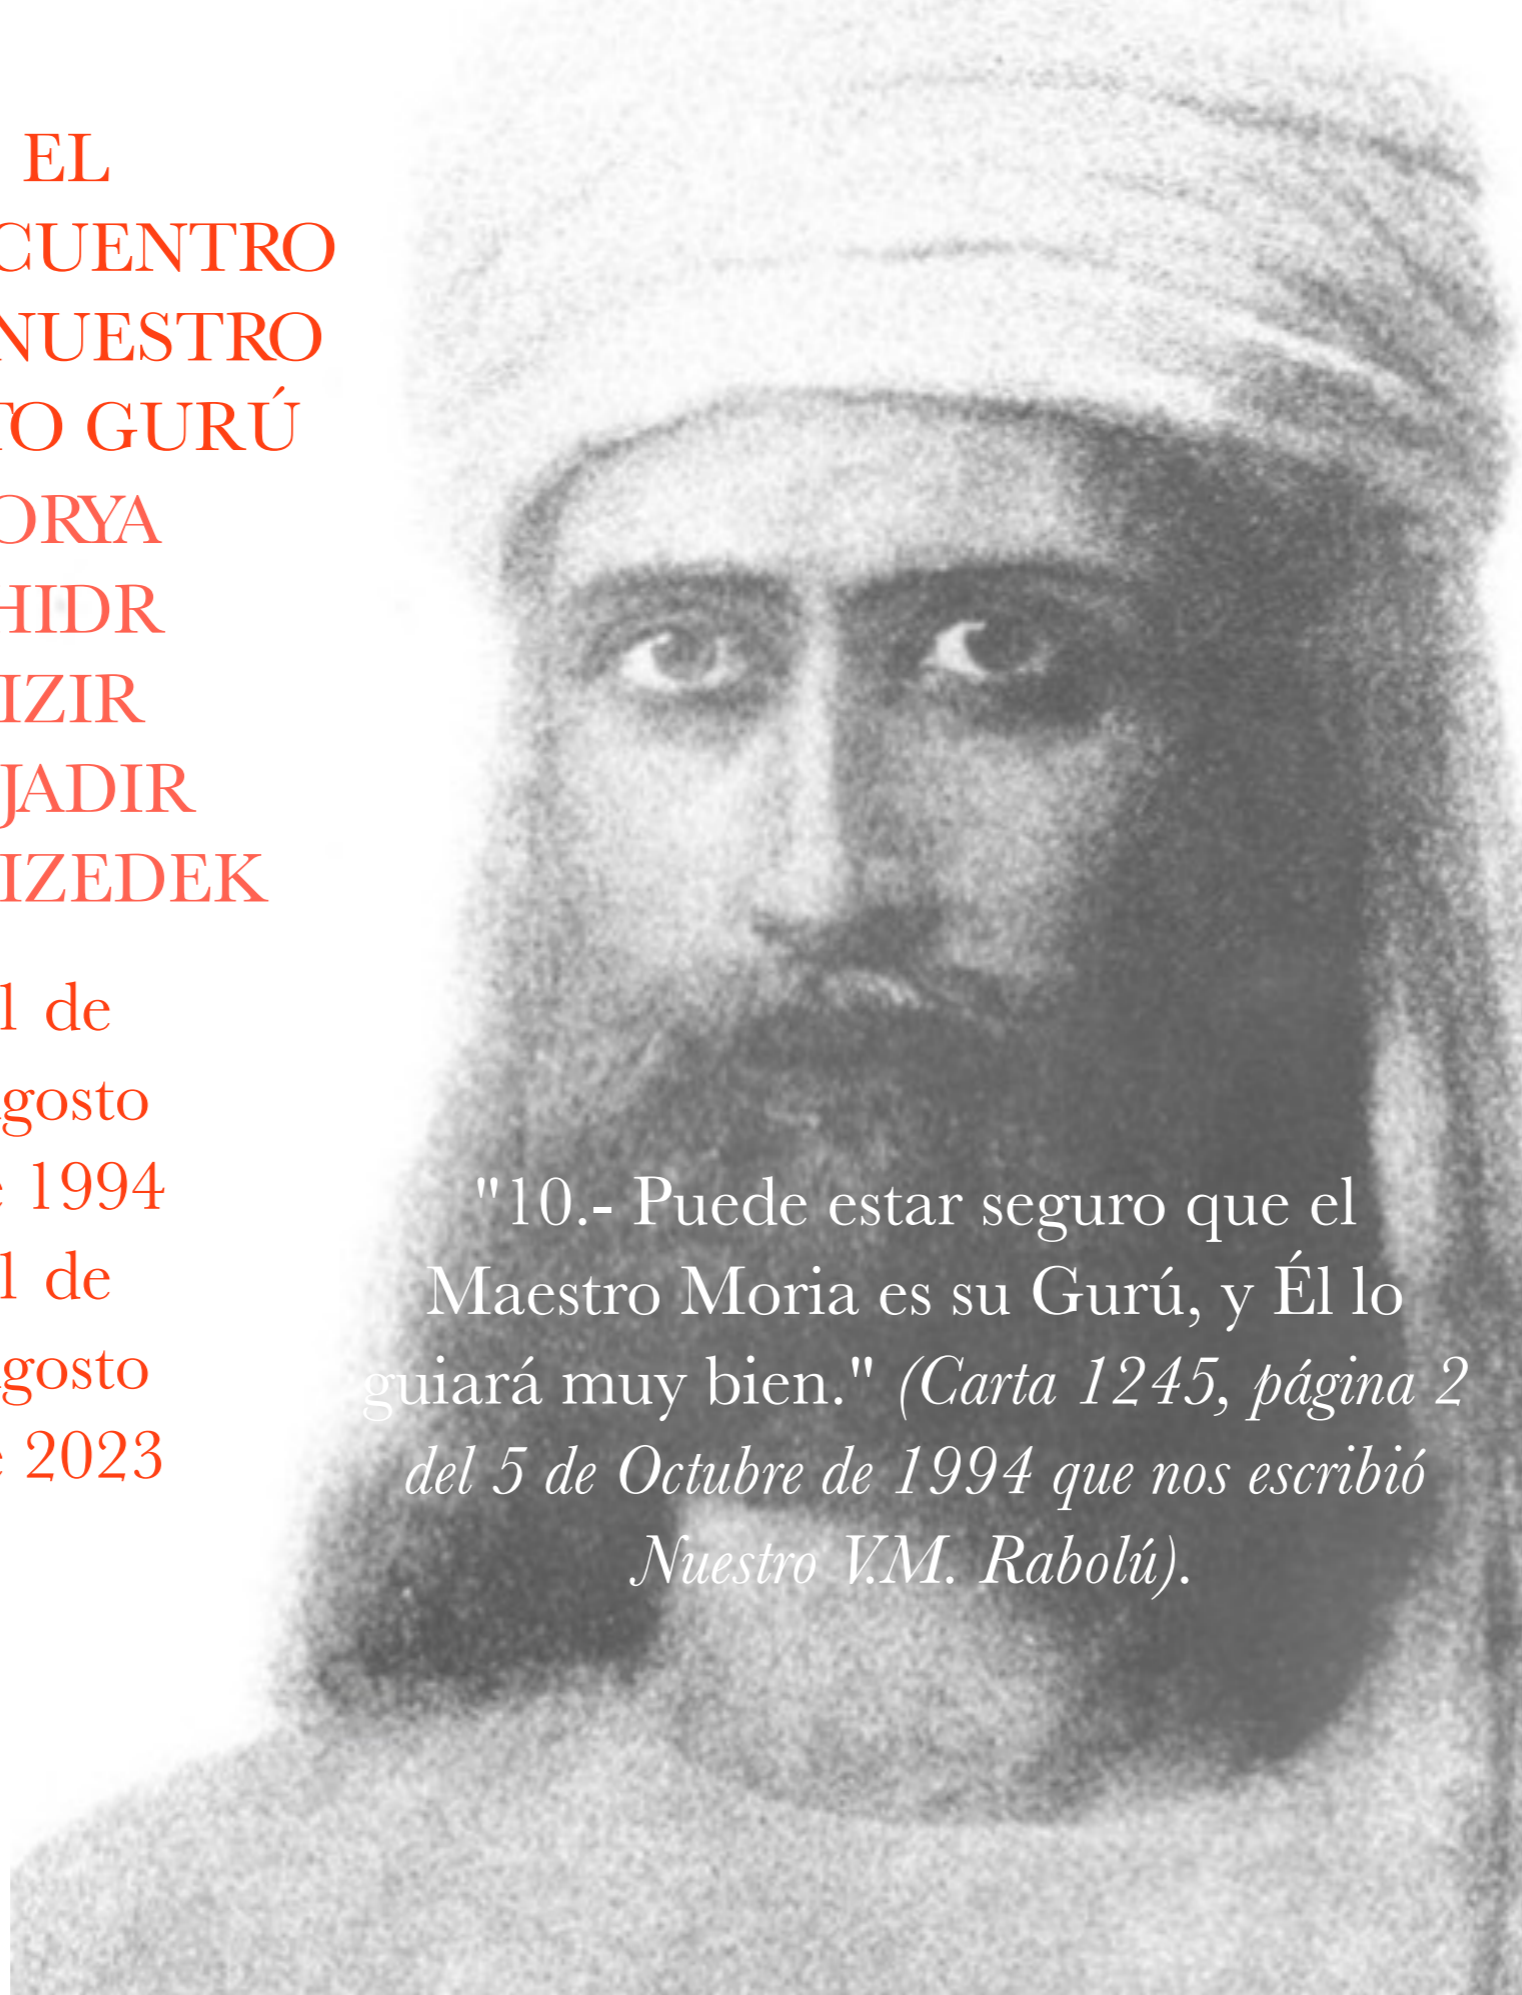 EL
CUENTRO
NUESTRO
TO GURÚ
ORYA
HIDR
IZIR
JADIR
IZEDEK
1 de
gosto
e 1994
1 de
gosto
e 2023
"10.- Puede estar seguro que el
Maestro Moria es su Gurú, y Él lo
guiará muy bien." (Carta 1245, página 2
del 5 de Octubre de 1994 que nos escribió
Nuestro V.M. Rabolú).